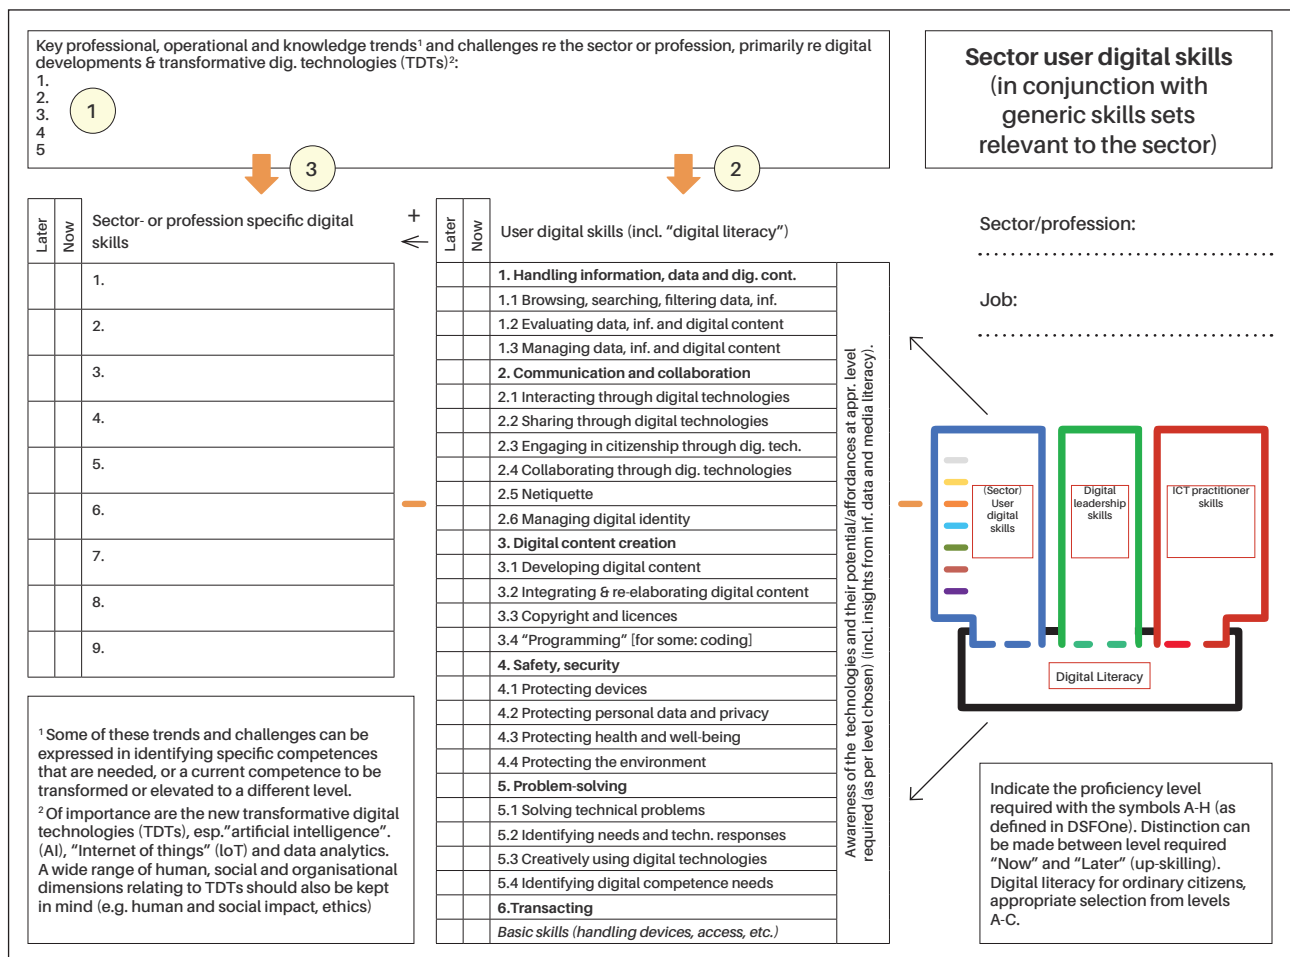 Key professional, operational and knowledge trends¹ and challenges re the sector or profession, primarily re digital
developments & transformative dig. technologies (TDTs)²:
1.
2.
3.
4
5
1
3
2
Sector user digital skills
(in conjunction with
generic skills sets
relevant to the sector)
Later
Now
Sector- or profession specific digital
skills
+
Later
Now
User digital skills (incl. “digital literacy”)
Sector/profession:
Job:
1.
2.
3.
4.
5.
6.
7.
8.
9.
1. Handling information, data and dig. cont.
1.1 Browsing, searching, filtering data, inf.
1.2 Evaluating data, inf. and digital content
1.3 Managing data, inf. and digital content
2. Communication and collaboration
2.1 Interacting through digital technologies
2.2 Sharing through digital technologies
2.3 Engaging in citizenship through dig. tech.
2.4 Collaborating through dig. technologies
2.5 Netiquette
2.6 Managing digital identity
3. Digital content creation
3.1 Developing digital content
3.2 Integrating & re-elaborating digital content
3.3 Copyright and licences
3.4 “Programming” [for some: coding]
4. Safety, security
4.1 Protecting devices
4.2 Protecting personal data and privacy
4.3 Protecting health and well-being
4.4 Protecting the environment
5. Problem-solving
5.1 Solving technical problems
5.2 Identifying needs and techn. responses
5.3 Creatively using digital technologies
5.4 Identifying digital competence needs
6.Transacting
Basic skills (handling devices, access, etc.)
Awareness of the technologies and their potential/affordances at appr. level
required (as per level chosen) (incl. insights from inf. data and media literacy).
(Sector)
User
digital
skills
Digital
leadership
skills
ICT practitioner
skills
Digital Literacy
¹ Some of these trends and challenges can be
expressed in identifying specific competences
that are needed, or a current competence to be
transformed or elevated to a different level.
² Of importance are the new transformative digital
technologies (TDTs), esp.”artificial intelligence”.
(AI), “Internet of things” (IoT) and data analytics.
A wide range of human, social and organisational
dimensions relating to TDTs should also be kept
in mind (e.g. human and social impact, ethics)
Indicate the proficiency level
required with the symbols A-H (as
defined in DSFOne). Distinction can
be made between level required
“Now” and “Later” (up-skilling).
Digital literacy for ordinary citizens,
appropriate selection from levels
A-C.